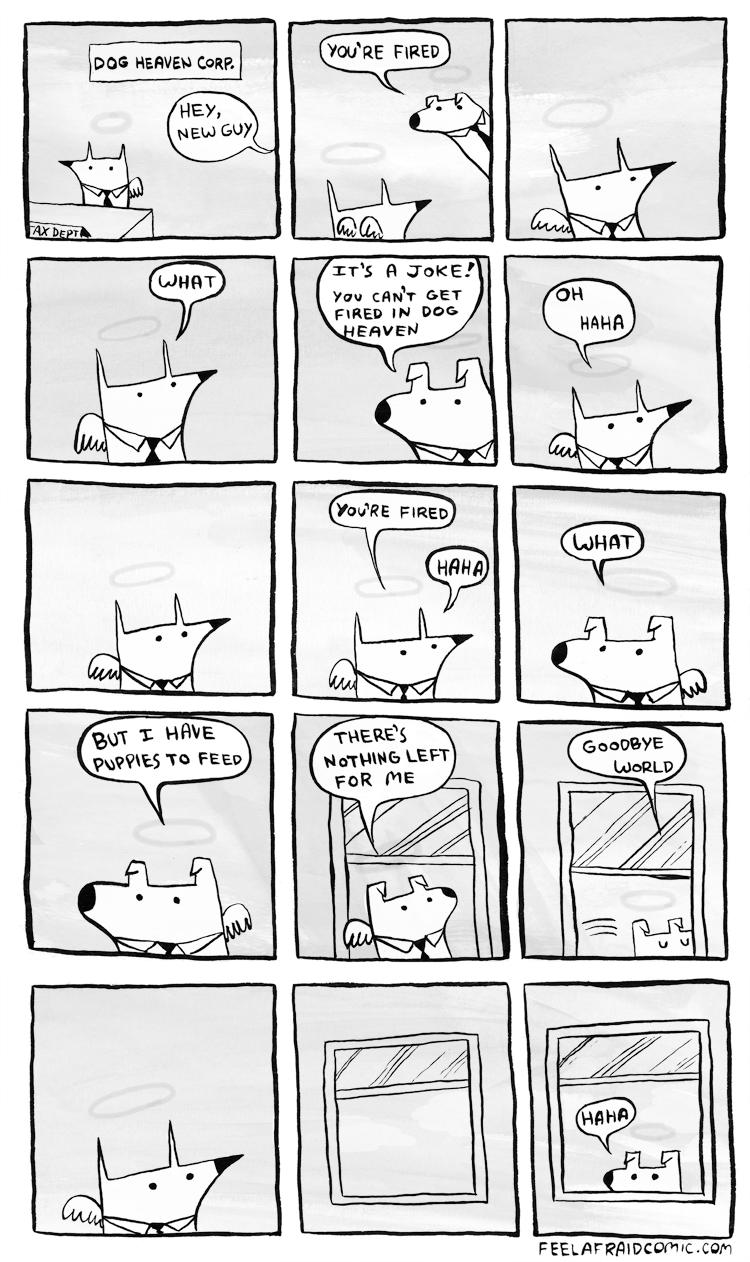 DOG HEAVEN CORP.
HEY,
NEW GUY
TAX DEPT
YOU'RE FIRED
WHAT
IT'S A JOKE!
YOU CAN'T GET
FIRED IN DOG
HEAVEN
OH
HAHA
YOU'RE FIRED
HAHA
WHAT
BUT I HAVE
PUPPIES TO FEED
THERE'S
NOTHING LEFT
FOR ME
GOODBYE
WORLD
HAHA
FEELAFRAIDCOMIC.COM